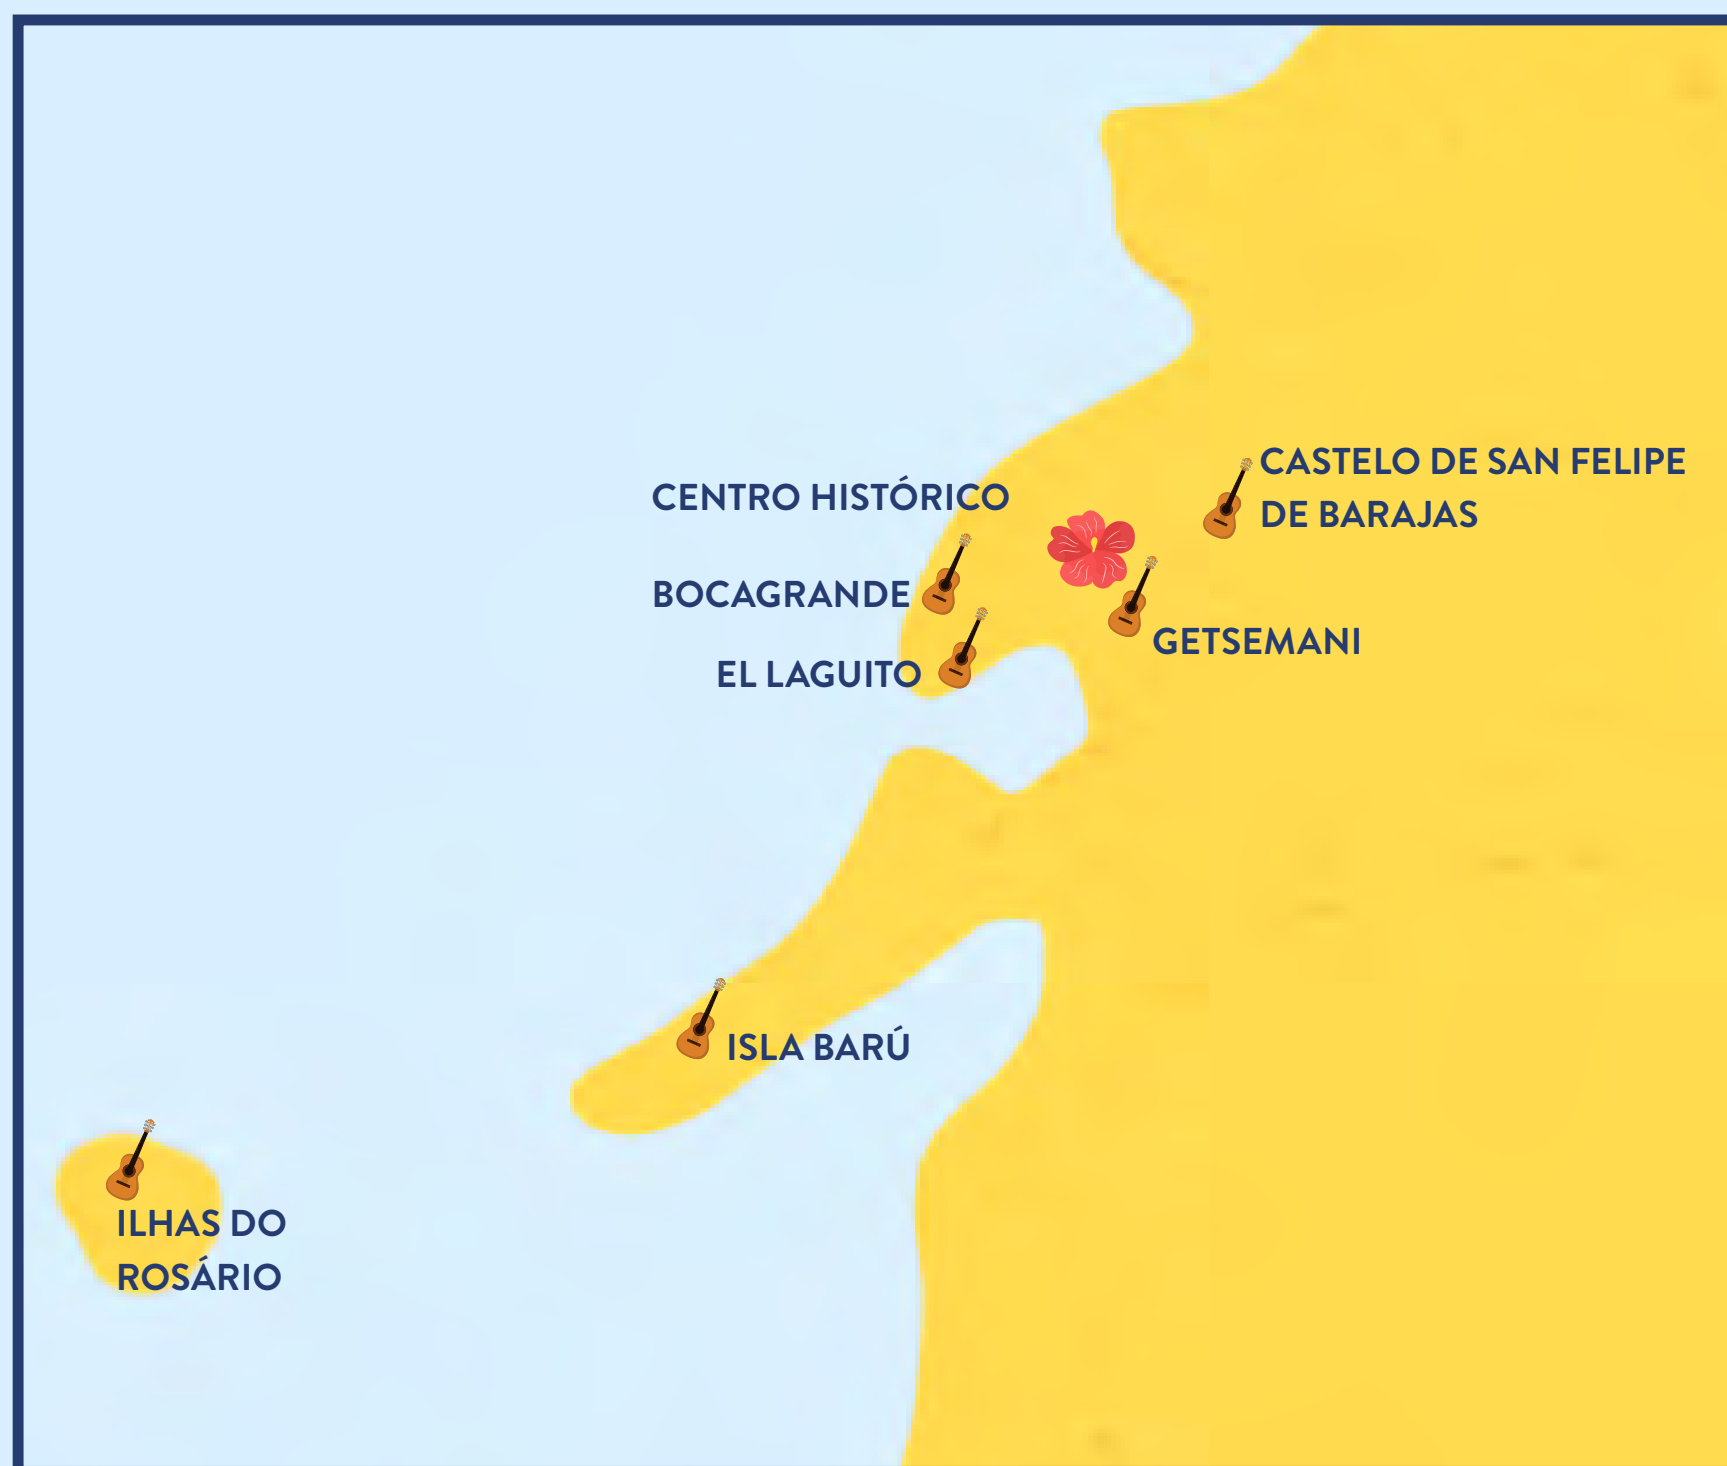 CASTELO DE SAN FELIPE
DE BARAJAS
CENTRO HISTÓRICO
BOCAGRANDE
GETSEMANI
EL LAGUITO
ISLA BARÚ
ILHAS DO
ROSÁRIO